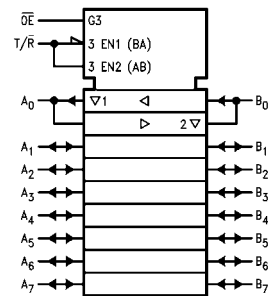 O̅E̅ G3
T/R̅ 3 EN1 (BA)
3 EN2 (AB)
A₀ ▽1 ◁ B₀
▷ 2▽
A₁ B₁
A₂ B₂
A₃ B₃
A₄ B₄
A₅ B₅
A₆ B₆
A₇ B₇